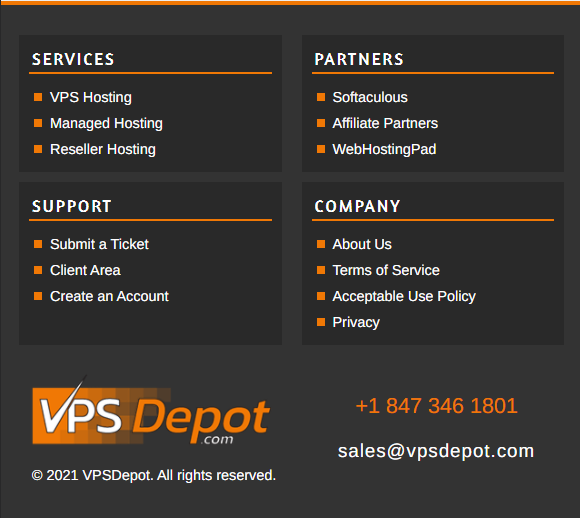 SERVICES
VPS Hosting
Managed Hosting
Reseller Hosting
PARTNERS
Softaculous
Affiliate Partners
WebHostingPad
SUPPORT
Submit a Ticket
Client Area
Create an Account
COMPANY
About Us
Terms of Service
Acceptable Use Policy
Privacy
VPS Depot
.com
© 2021 VPSDepot. All rights reserved.
+1 847 346 1801
sales@vpsdepot.com